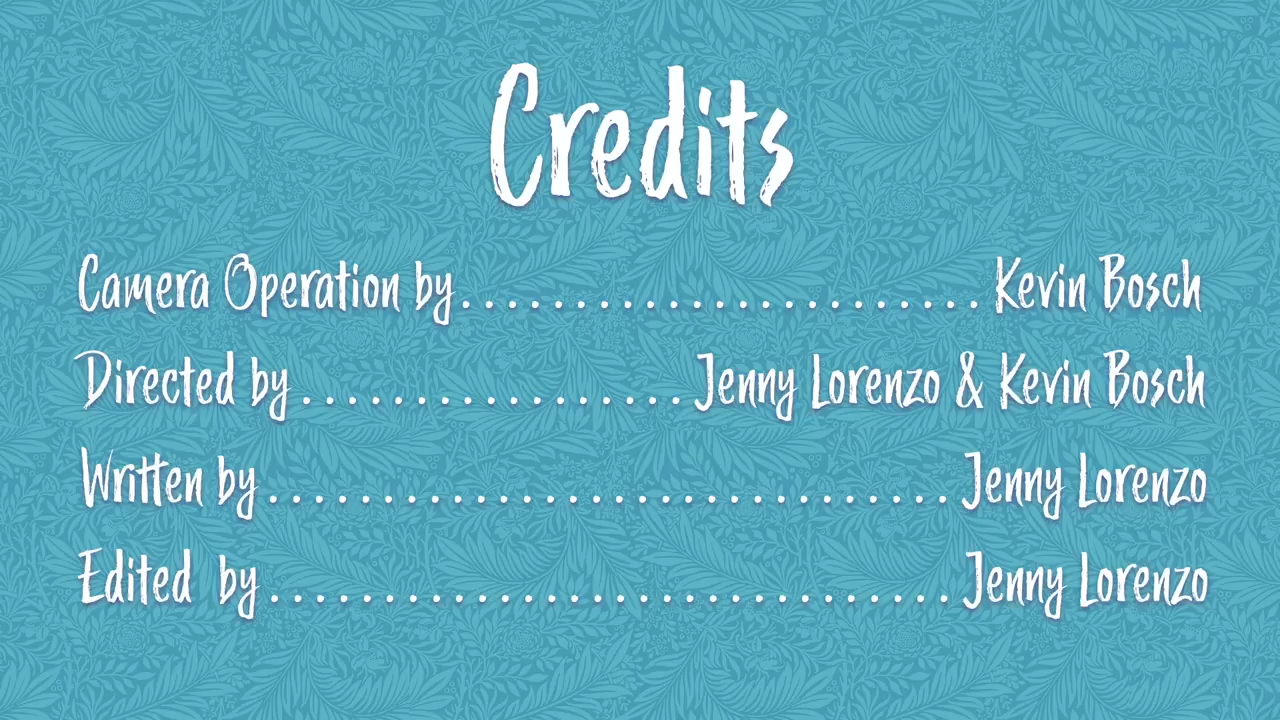 Credits
Camera Operation by....................... Kevin Bosch
Directed by.................Jenny Lorenzo & Kevin Bosch
Written by..............................Jenny Lorenzo
Edited by..............................Jenny Lorenzo